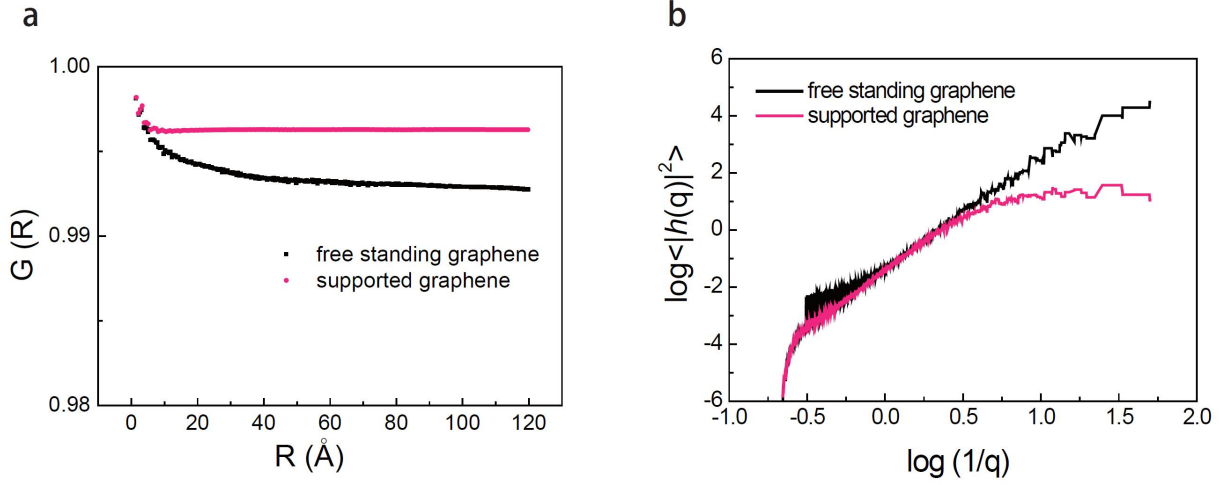 a
1.00
0.99
0.98
G (R)
free standing graphene
supported graphene
0 20 40 60 80 100 120
R (Å)
b
6
4
2
0
-2
-4
-6
log<|h(q)|²>
free standing graphene
supported graphene
-1.0 -0.5 0.0 0.5 1.0 1.5 2.0
log (1/q)